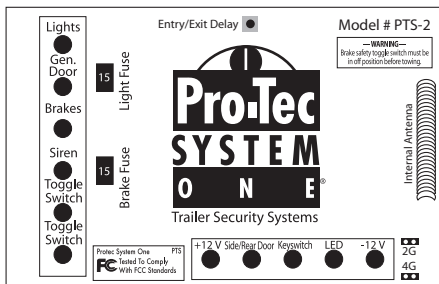 Lights
Gen.
Door
Brakes
Siren
Toggle
Switch
Toggle
Switch
15
Light Fuse
15
Brake Fuse
Entry/Exit Delay
Pro-Tec
SYSTEM
ONE®
Trailer Security Systems
Model # PTS-2
—WARNING—
Brake safety toggle switch must be
in off position before towing.
Internal Antenna
Protec System One PTS
FC Tested To Comply
With FCC Standards
+12 V Side/Rear Door Keyswitch LED -12 V
2G
4G